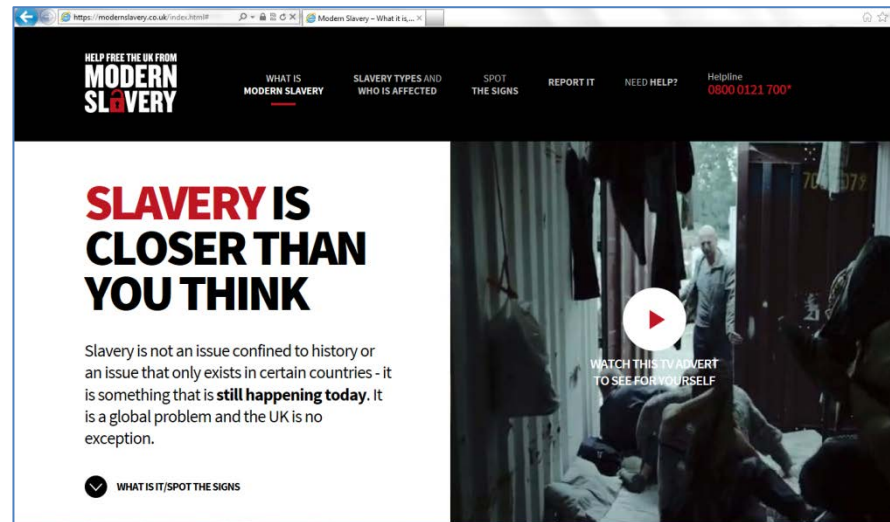 https://modernslavery.co.uk/index.html#
Modern Slavery – What it is,...
HELP FREE THE UK FROM
MODERN
SLAVERY
WHAT IS
MODERN SLAVERY
SLAVERY TYPES AND
WHO IS AFFECTED
SPOT
THE SIGNS
REPORT IT
NEED HELP?
Helpline
0800 0121 700*
SLAVERY IS
CLOSER THAN
YOU THINK
Slavery is not an issue confined to history or
an issue that only exists in certain countries - it
is something that is still happening today. It
is a global problem and the UK is no
exception.
WHAT IS IT/SPOT THE SIGNS
WATCH THIS TV ADVERT
TO SEE FOR YOURSELF